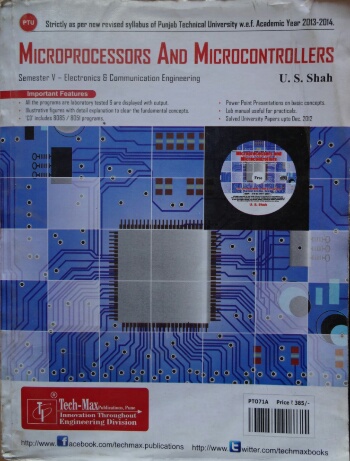 PTU
Strictly as per new revised syllabus of Punjab Technical University w.e.f. Academic Year 2013-2014.
MICROPROCESSORS AND MICROCONTROLLERS
Semester V – Electronics & Communication Engineering
U. S. Shah
Important Features
• All the programs are laboratory tested & are displayed with output.
• Illustrative figures with detail explanation to clear the fundamental concepts.
• 'CD' includes 8085 / 8051 programs.
• Power Point Presentations on basic concepts.
• Lab manual useful for practicals.
• Solved University Papers upto Dec. 2012
MICROCONTROLLERS
PTU
U. S. Shah
Tech-Max Publications, Pune
Innovation Throughout
Engineering Division
PT071A Price ₹ 385/-
http://www.facebook.com/techmax.publications http://www.twitter.com/techmaxbooks